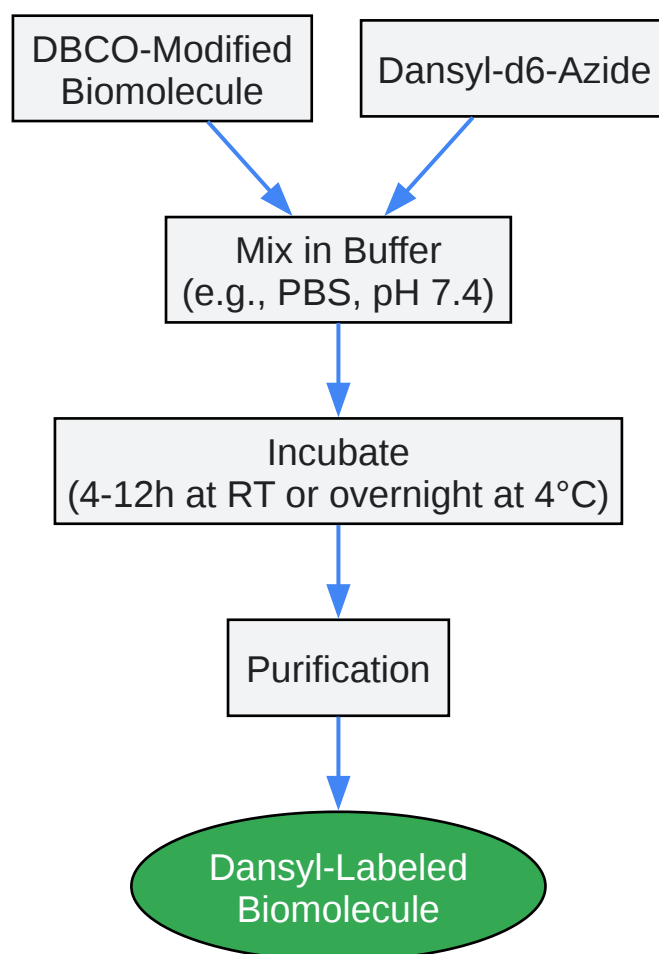 DBCO-Modified
Biomolecule
Dansyl-d6-Azide
Mix in Buffer
(e.g., PBS, pH 7.4)
Incubate
(4-12h at RT or overnight at 4°C)
Purification
Dansyl-Labeled
Biomolecule